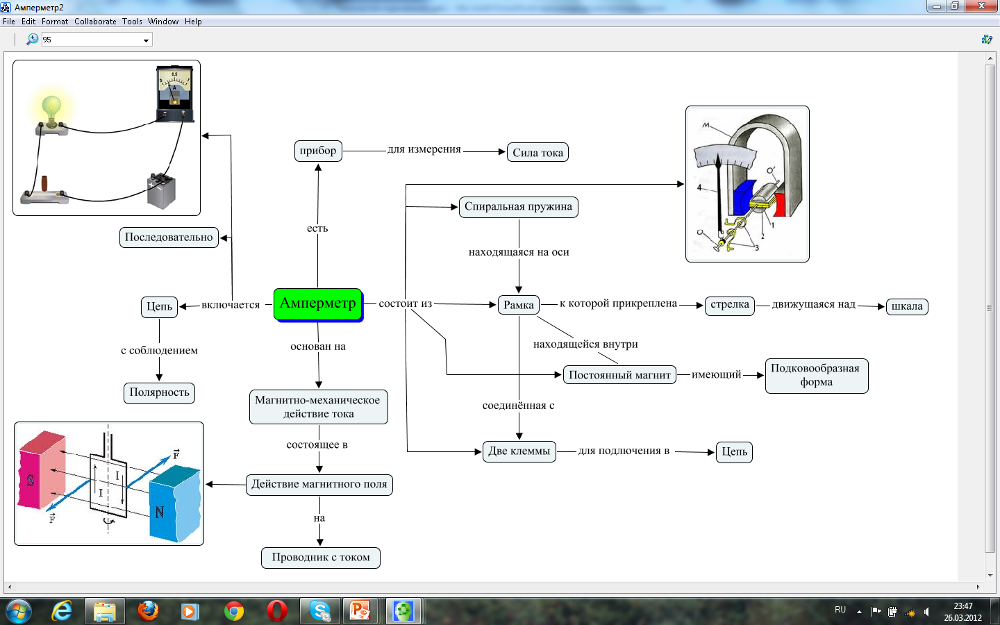 Амперметр2
File Edit Format Collaborate Tools Window Help
95
0 0,5 1
A
прибор
для измерения
Сила тока
есть
Спиральная пружина
находящаяся на оси
Последовательно
Цепь
включается
Амперметр
состоит из
Рамка
к которой прикреплена
стрелка
движущаяся над
шкала
с соблюдением
основан на
находящейся внутри
Полярность
Постоянный магнит
имеющий
Подковообразная
форма
Магнитно-механическое
действие тока
соединённая с
состоящее в
Две клеммы
для подлючения в
Цепь
Действие магнитного поля
на
Проводник с током
M
O'
4
1
2
3
O
S
I
I
F
F
N
RU
23:47
26.03.2012